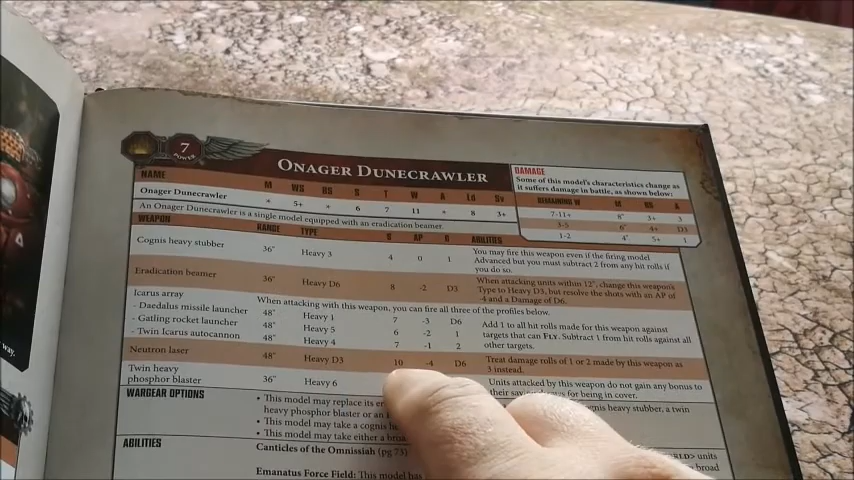 way.
7
POWER
ONAGER DUNECRAWLER
NAME M WS BS S T W A Ld Sv
Onager Dunecrawler * 5+ * 6 7 11 * 8 3+
An Onager Dunecrawler is a single model equipped with an eradication beamer.
DAMAGE
Some of this model's characteristics change as
it suffers damage in battle, as shown below:
REMAINING W M BS A
7-11+ 8" 3+ 3
3-5 6" 4+ D3
1-2 4" 5+ 1
WEAPON RANGE TYPE S AP D ABILITIES
Cognis heavy stubber 36" Heavy 3 4 0 1 You may fire this weapon even if the firing model
Advanced but you must subtract 2 from any hit rolls if
you do so.
Eradication beamer 36" Heavy D6 8 -2 D3 When attacking units within 12", change this weapon's
Type to Heavy D3, but resolve the shots with an AP of
-4 and a Damage of D6.
Icarus array When attacking with this weapon, you can fire all three of the profiles below.
- Daedalus missile launcher 48" Heavy 1 7 -3 D6 Add 1 to all hit rolls made for this weapon against
- Gatling rocket launcher 48" Heavy 5 6 -2 1 targets that can FLY. Subtract 1 from hit rolls against all
- Twin Icarus autocannon 48" Heavy 4 7 -1 2 other targets.
Neutron laser 48" Heavy D3 10 -4 D6 Treat damage rolls of 1 or 2 made by this weapon as
3 instead.
Twin heavy
phosphor blaster 36" Heavy 6 Units attacked by this weapon do not gain any bonus to
their saving for being in cover.
WARGEAR OPTIONS
• This model may replace its
heavy phosphor blaster or an
• This model may take a cognis heavy stubber, a twin
• This model may take either a broad
ABILITIES
Canticles of the Omnissiah (pg 73) units
Emanatus Force Field: This model